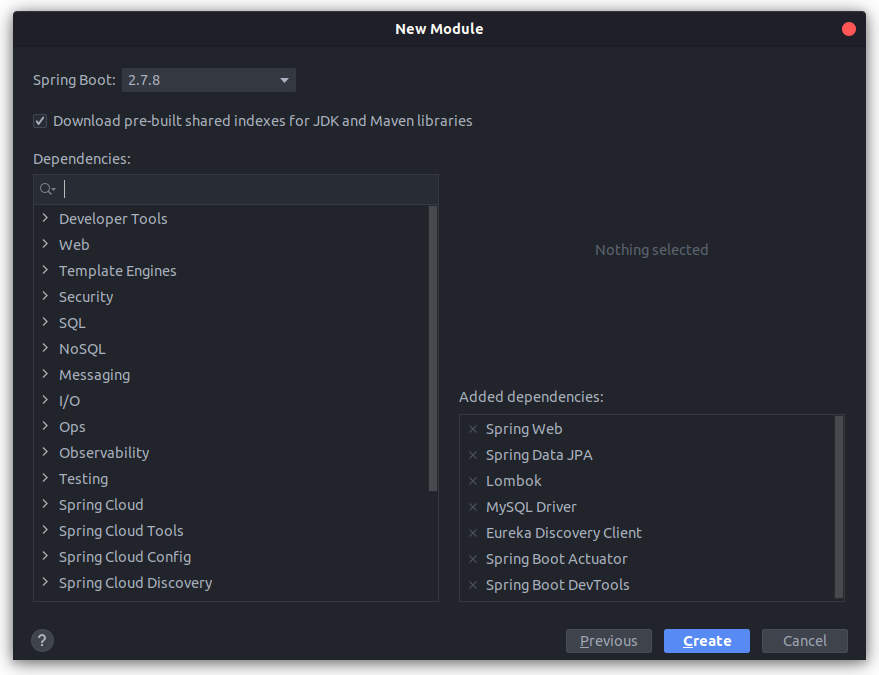 New Module
Spring Boot: 2.7.8
Download pre-built shared indexes for JDK and Maven libraries
Dependencies:
Developer Tools
Web
Template Engines
Security
SQL
NoSQL
Messaging
I/O
Ops
Observability
Testing
Spring Cloud
Spring Cloud Tools
Spring Cloud Config
Spring Cloud Discovery
Nothing selected
Added dependencies:
Spring Web
Spring Data JPA
Lombok
MySQL Driver
Eureka Discovery Client
Spring Boot Actuator
Spring Boot DevTools
? Previous Create Cancel